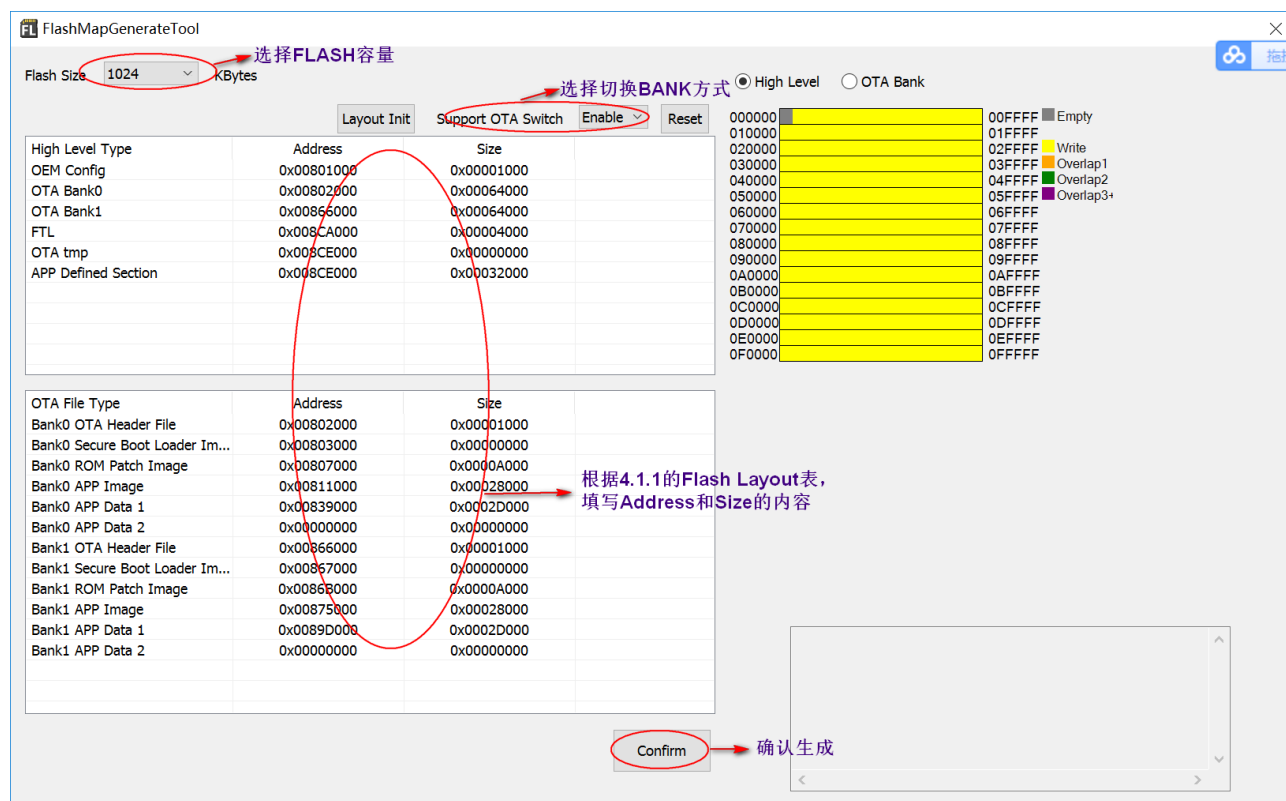 FlashMapGenerateTool
选择FLASH容量
Flash Size 1024 KBytes
选择切换BANK方式
High Level OTA Bank
Layout Init Support OTA Switch Enable Reset
High Level Type Address Size
OEM Config 0x00801000 0x00001000
OTA Bank0 0x00802000 0x00064000
OTA Bank1 0x00866000 0x00064000
FTL 0x008CA000 0x00004000
OTA tmp 0x008CE000 0x00000000
APP Defined Section 0x008CE000 0x00032000
000000 00FFFF Empty
010000 01FFFF
020000 02FFFF Write
030000 03FFFF Overlap1
040000 04FFFF Overlap2
050000 05FFFF Overlap3+
060000 06FFFF
070000 07FFFF
080000 08FFFF
090000 09FFFF
0A0000 0AFFFF
0B0000 0BFFFF
0C0000 0CFFFF
0D0000 0DFFFF
0E0000 0EFFFF
0F0000 0FFFFF
OTA File Type Address Size
Bank0 OTA Header File 0x00802000 0x00001000
Bank0 Secure Boot Loader Im... 0x00803000 0x00000000
Bank0 ROM Patch Image 0x00807000 0x0000A000
Bank0 APP Image 0x00811000 0x00028000
Bank0 APP Data 1 0x00839000 0x0002D000
Bank0 APP Data 2 0x00000000 0x00000000
Bank1 OTA Header File 0x00866000 0x00001000
Bank1 Secure Boot Loader Im... 0x00867000 0x00000000
Bank1 ROM Patch Image 0x0086B000 0x0000A000
Bank1 APP Image 0x00875000 0x00028000
Bank1 APP Data 1 0x0089D000 0x0002D000
Bank1 APP Data 2 0x00000000 0x00000000
根据4.1.1的Flash Layout表,
填写Address和Size的内容
Confirm
确认生成